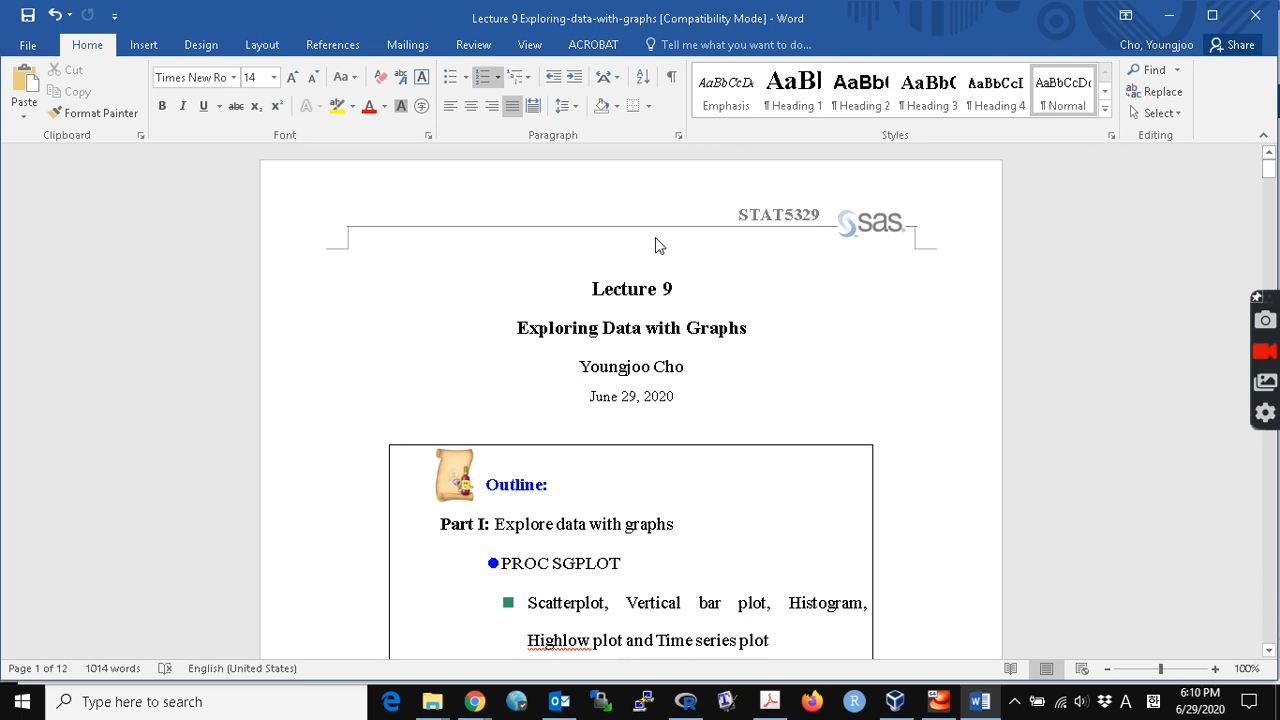 Lecture 9 Exploring-data-with-graphs [Compatibility Mode] - Word
File Home Insert Design Layout References Mailings Review View ACROBAT Tell me what you want to do... Cho, Youngjoo Share
Paste
Cut
Copy
Format Painter
Times New Ro 14
AaBbCcDc AaBl AaBb( AaBbC AaBbCcI AaBbCcDc
Emphasis ¶ Heading 1 ¶ Heading 2 ¶ Heading 3 ¶ Heading 4 ¶ Normal
Find
Replace
Select
Clipboard Font Paragraph Styles Editing
STAT5329 sas
Lecture 9
Exploring Data with Graphs
Youngjoo Cho
June 29, 2020
Outline:
Part I: Explore data with graphs
PROC SGPLOT
Scatterplot, Vertical bar plot, Histogram,
Highlow plot and Time series plot
Page 1 of 12 1014 words English (United States) 100%
Type here to search
6:10 PM
6/29/2020